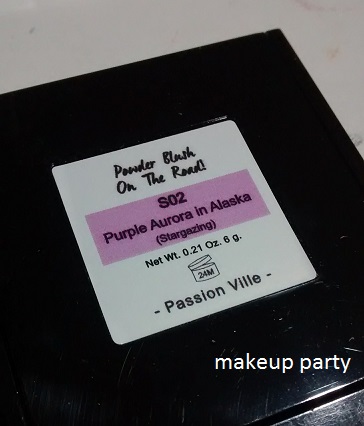 Powder Blush
On The Road!
S02
Purple Aurora in Alaska
(Stargazing)
Net Wt. 0.21 Oz. 6 g.
24M
- Passion Ville -
makeup party